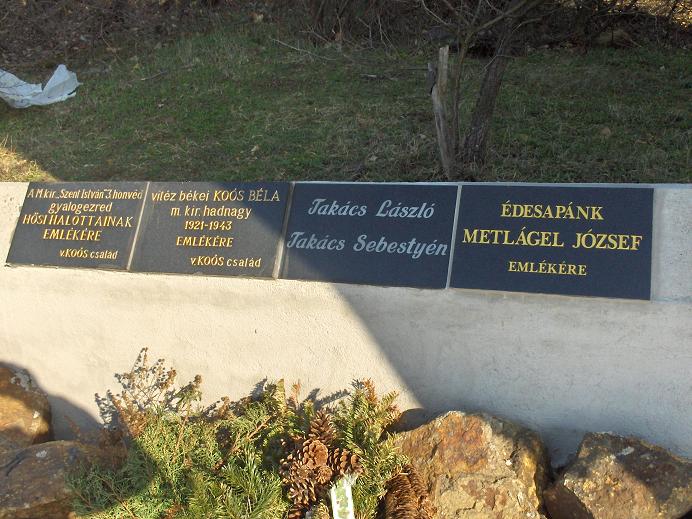 A M. kir. „Szent István" 3. honvéd
gyalogezred
HŐSI HALOTTAINAK
EMLÉKÉRE
v. KOÓS család
vitéz békei KOÓS BÉLA
m. kir. hadnagy
1921-1943
EMLÉKÉRE
v. KOÓS család
Takács László
Takács Sebestyén
ÉDESAPÁNK
METLÁGEL JÓZSEF
EMLÉKÉRE